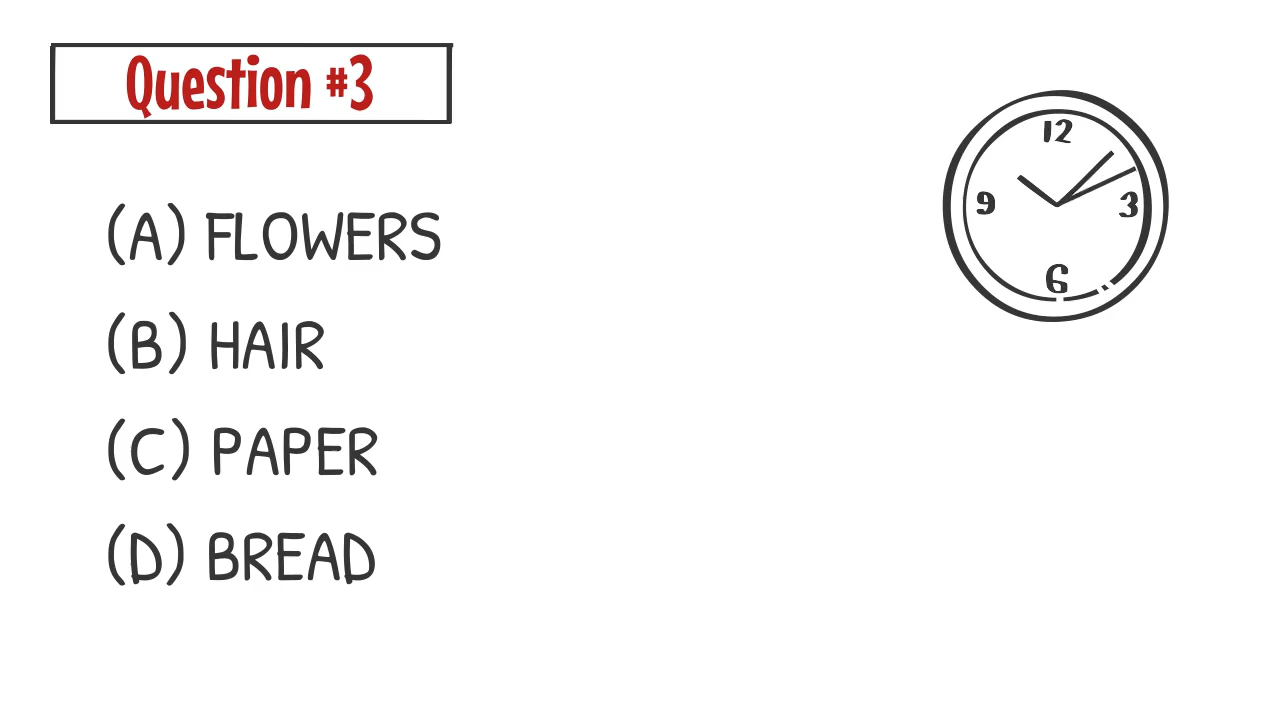 Question #3
(A) FLOWERS
(B) HAIR
(C) PAPER
(D) BREAD
12
9
3
6